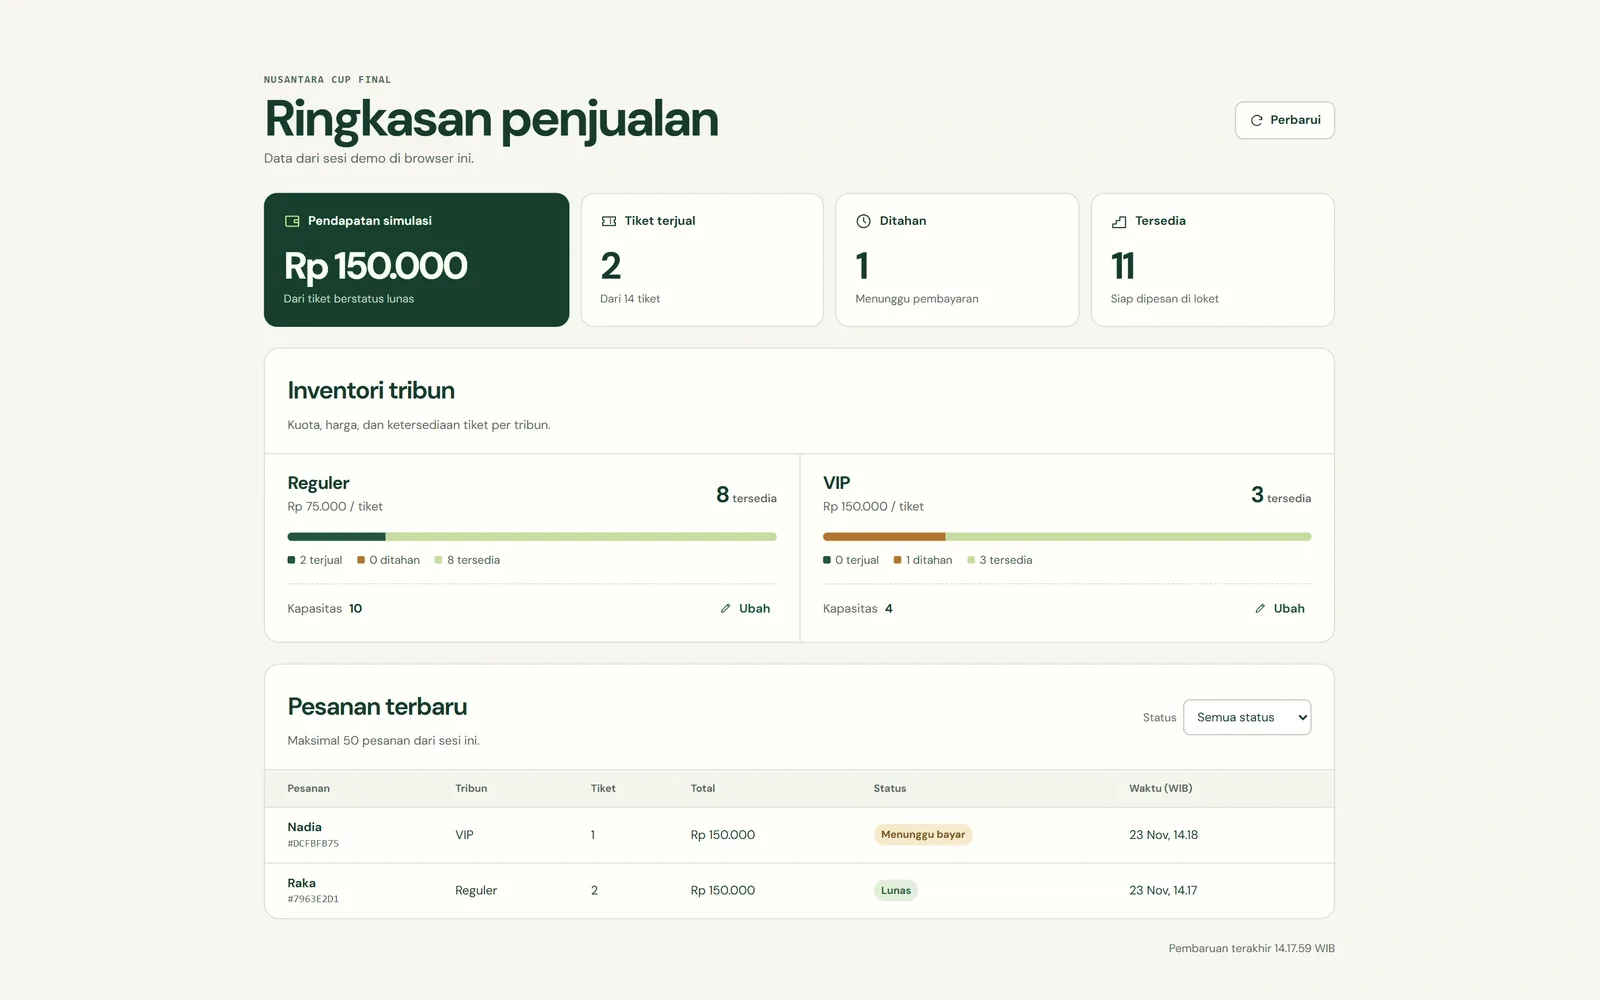 NUSANTARA CUP FINAL
Ringkasan penjualan
Data dari sesi demo di browser ini.
Perbarui
Pendapatan simulasi
Rp 150.000
Dari tiket berstatus lunas
Tiket terjual
2
Dari 14 tiket
Ditahan
1
Menunggu pembayaran
Tersedia
11
Siap dipesan di loket
Inventori tribun
Kuota, harga, dan ketersediaan tiket per tribun.
Reguler
Rp 75.000 / tiket
8 tersedia
2 terjual 0 ditahan 8 tersedia
Kapasitas 10
Ubah
VIP
Rp 150.000 / tiket
3 tersedia
0 terjual 1 ditahan 3 tersedia
Kapasitas 4
Ubah
Pesanan terbaru
Maksimal 50 pesanan dari sesi ini.
Status Semua status
Pesanan Tribun Tiket Total Status Waktu (WIB)
Nadia
#DCFBFB75
VIP 1 Rp 150.000 Menunggu bayar 23 Nov, 14.18
Raka
#7963E2D1
Reguler 2 Rp 150.000 Lunas 23 Nov, 14.17
Pembaruan terakhir 14.17.59 WIB